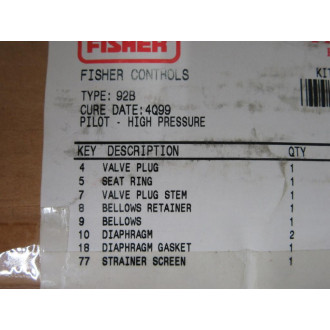 FISHER
FISHER CONTROLS
KIT
TYPE: 92B
CURE DATE:4Q99
PILOT - HIGH PRESSURE
KEY DESCRIPTION QTY
4 VALVE PLUG 1
5 SEAT RING 1
7 VALVE PLUG STEM 1
8 BELLOWS RETAINER 1
9 BELLOWS 1
10 DIAPHRAGM 2
18 DIAPHRAGM GASKET 1
77 STRAINER SCREEN 1